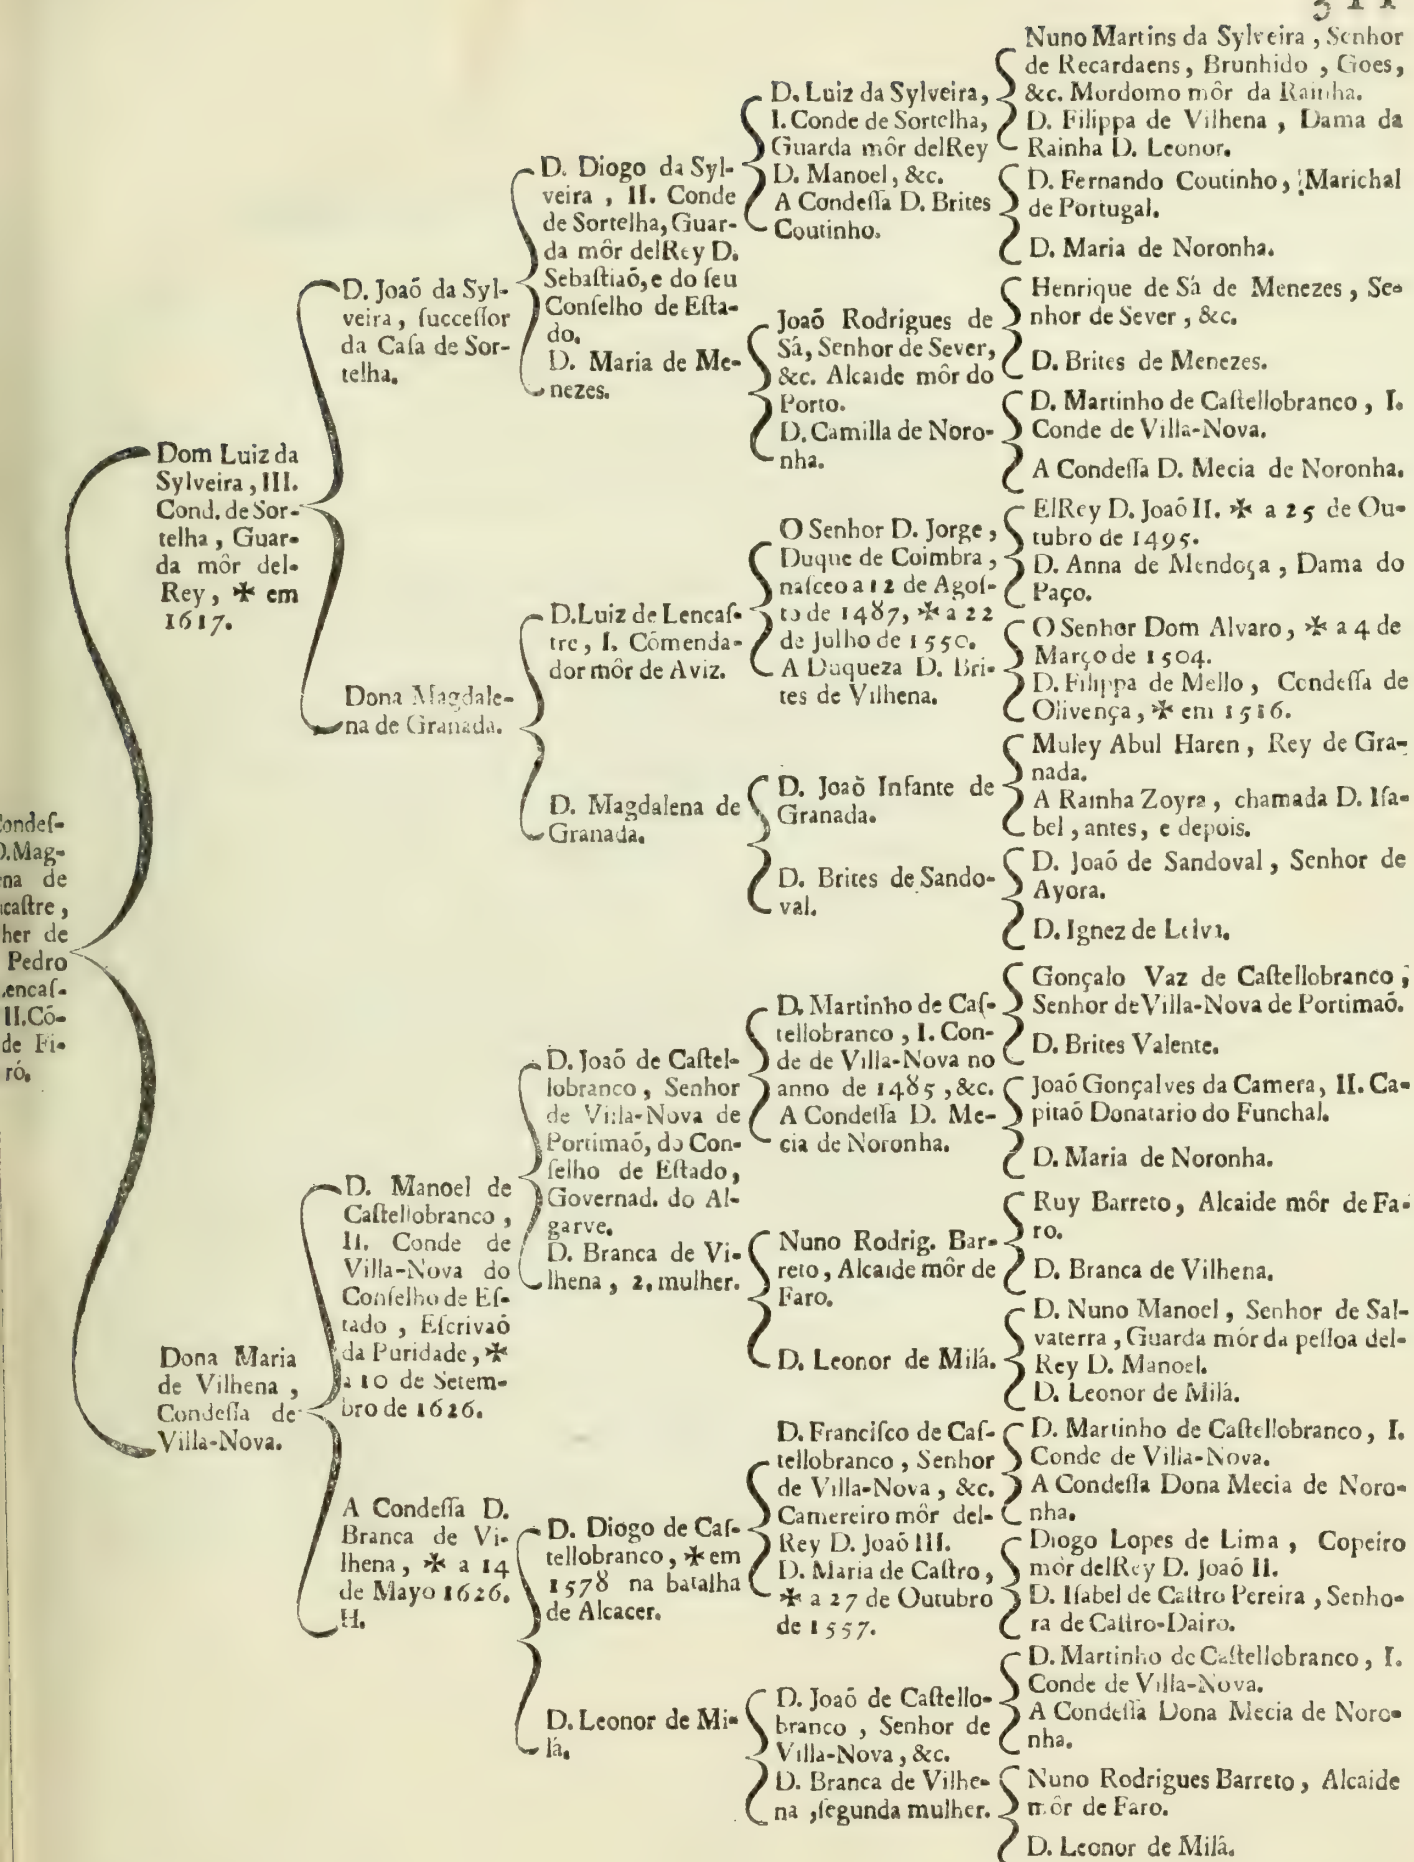 Dom Luiz da
Sylveira, III.
Cond. de Sor-
telha, Guar-
da môr del-
Rey, ✠ em
1617.
Dona Maria
de Vilhena,
Condeſſa de
Villa-Nova.
D. Joaõ da Syl-
veira, ſucceſſor
da Caſa de Sor-
telha.
Dona Magdale-
na de Granada.
D. Manoel de
Caſtellobranco,
II. Conde de
Villa-Nova do
Conſelho de Eſ-
tado, Eſcrivaõ
da Puridade, ✠
a 10 de Setem-
bro de 1626.
A Condeſſa D.
Branca de Vi-
lhena, ✠ a 14
de Mayo 1626.
H.
D. Diogo da Syl-
veira, II. Conde
de Sortelha, Guar-
da môr delRey D.
Sebaſtiaõ, e do ſeu
Conſelho de Eſta-
do.
D. Maria de Me-
nezes.
D. Luiz de Lencaſ-
tre, I. Cõmenda-
dor môr de Aviz.
D. Magdalena de
Granada.
D. Joaõ de Caſtel-
lobranco, Senhor
de Villa-Nova de
Portimaõ, do Con-
ſelho de Eſtado,
Governad. do Al-
garve.
D. Branca de Vi-
lhena, 2. mulher.
D. Diogo de Caſ-
tellobranco, ✠ em
1578 na batalha
de Alcacer.
D. Leonor de Mi-
lá.
D. Luiz da Sylveira,
I. Conde de Sortelha,
Guarda môr delRey
D. Manoel, &c.
A Condeſſa D. Brites
Coutinho.
Joaõ Rodrigues de
Sá, Senhor de Sever,
&c. Alcaide môr do
Porto.
D. Camilla de Noro-
nha.
O Senhor D. Jorge,
Duque de Coimbra,
naſceo a 12 de Agoſ-
to de 1487, ✠ a 22
de Julho de 1550.
A Duqueza D. Bri-
tes de Vilhena.
D. Joaõ Infante de
Granada.
D. Brites de Sando-
val.
D. Martinho de Caſ-
tellobranco, I. Con-
de de Villa-Nova no
anno de 1485, &c.
A Condeſſa D. Me-
cia de Noronha.
Nuno Rodrig. Bar-
reto, Alcaide môr de
Faro.
D. Leonor de Milá.
D. Franciſco de Caſ-
tellobranco, Senhor
de Villa-Nova, &c.
Camereiro môr del-
Rey D. Joaõ III.
D. Maria de Caſtro,
✠ a 27 de Outubro
de 1557.
D. Joaõ de Caſtello-
branco, Senhor de
Villa-Nova, &c.
D. Branca de Vilhe-
na, ſegunda mulher.
Nuno Martins da Sylveira, Senhor
de Recardaens, Brunhido, Goes,
&c. Mordomo môr da Rainha.
D. Filippa de Vilhena, Dama da
Rainha D. Leonor.
D. Fernando Coutinho, Marichal
de Portugal.
D. Maria de Noronha.
Henrique de Sá de Menezes, Se-
nhor de Sever, &c.
D. Brites de Menezes.
D. Martinho de Caſtellobranco, I.
Conde de Villa-Nova.
A Condeſſa D. Mecia de Noronha.
ElRey D. Joaõ II. ✠ a 25 de Ou-
tubro de 1495.
D. Anna de Mendoça, Dama do
Paço.
O Senhor Dom Alvaro, ✠ a 4 de
Março de 1504.
D. Filippa de Mello, Condeſſa de
Olivença, ✠ em 1516.
Muley Abul Haren, Rey de Gra-
nada.
A Rainha Zoyra, chamada D. Iſa-
bel, antes, e depois.
D. Joaõ de Sandoval, Senhor de
Ayora.
D. Ignez de Leiva.
Gonçalo Vaz de Caſtellobranco,
Senhor de Villa-Nova de Portimaõ.
D. Brites Valente.
Joaõ Gonçalves da Camera, II. Ca-
pitaõ Donatario do Funchal.
D. Maria de Noronha.
Ruy Barreto, Alcaide môr de Fa-
ro.
D. Branca de Vilhena.
D. Nuno Manoel, Senhor de Sal-
vaterra, Guarda mór da peſſoa del-
Rey D. Manoel.
D. Leonor de Milá.
D. Martinho de Caſtellobranco, I.
Conde de Villa-Nova.
A Condeſſa Dona Mecia de Noro-
nha.
Diogo Lopes de Lima, Copeiro
môr delRey D. Joaõ II.
D. Iſabel de Caſtro Pereira, Senho-
ra de Caſtro-Dairo.
D. Martinho de Caſtellobranco, I.
Conde de Villa-Nova.
A Condeſſa Dona Mecia de Noro-
nha.
Nuno Rodrigues Barreto, Alcaide
môr de Faro.
D. Leonor de Milá.